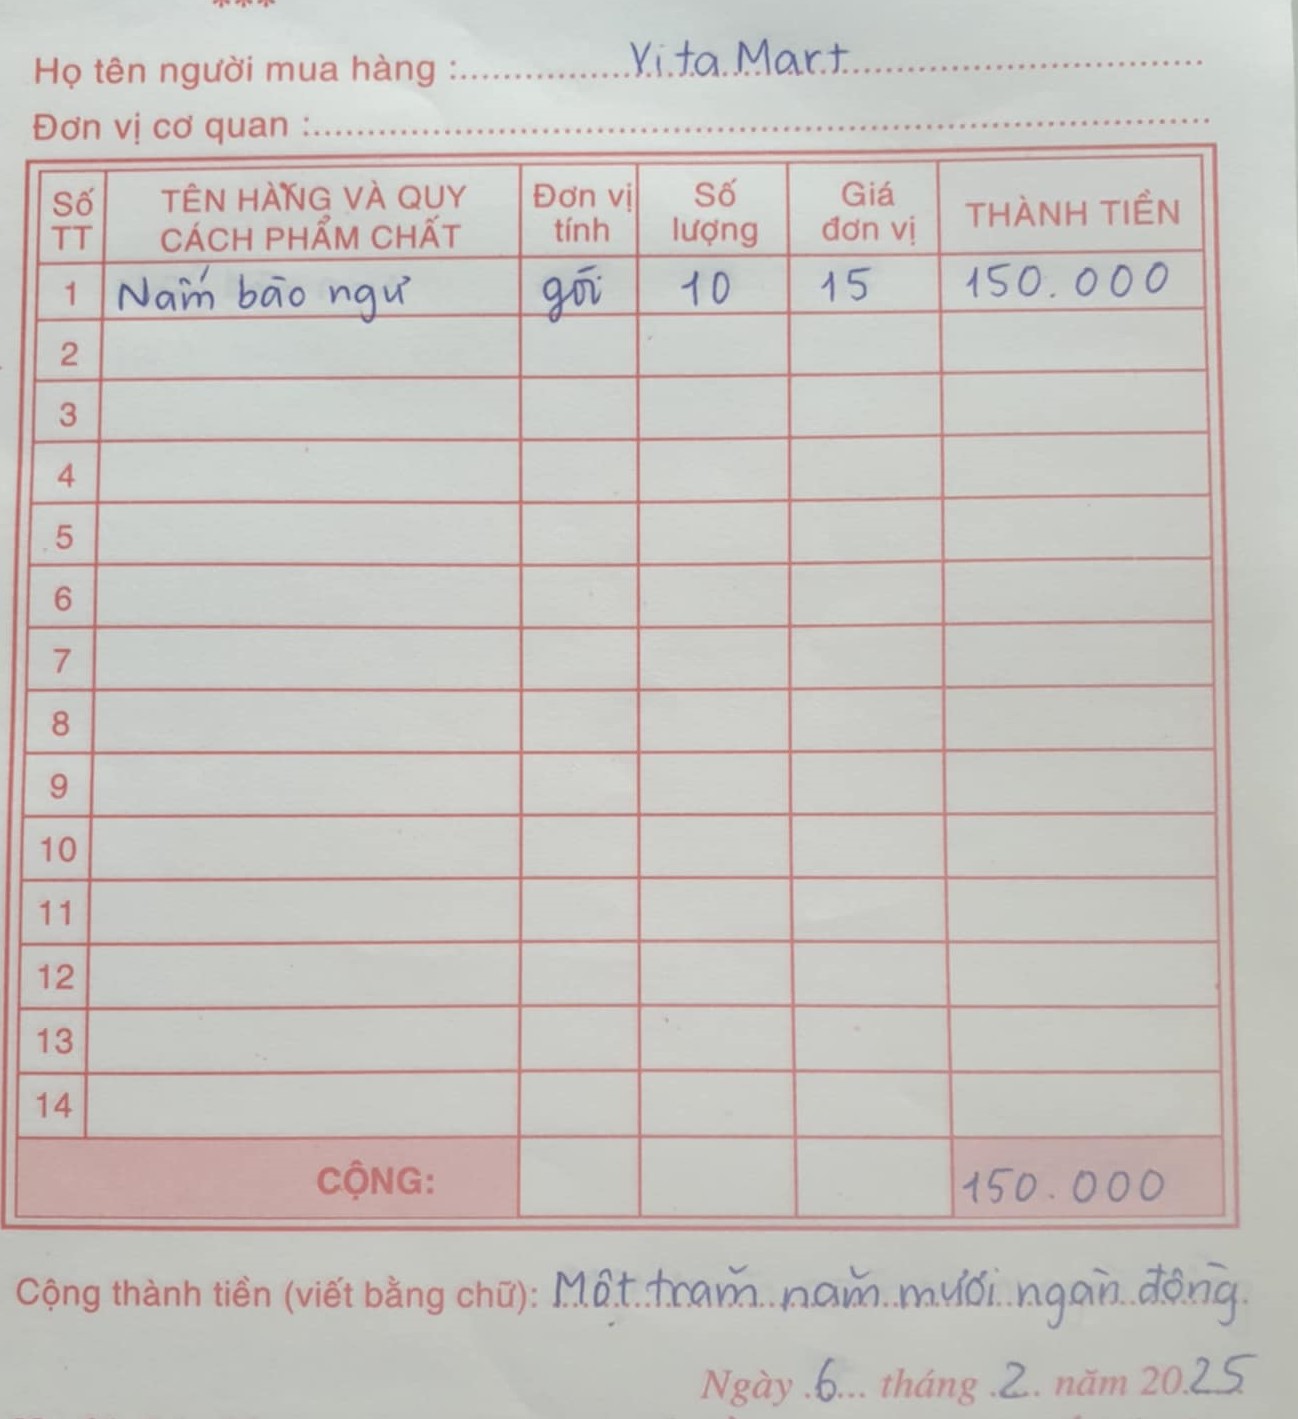 ***
Họ tên người mua hàng : Vita Mart
Đơn vị cơ quan :
Số TT TÊN HÀNG VÀ QUY CÁCH PHẨM CHẤT Đơn vị tính Số lượng Giá đơn vị THÀNH TIỀN
1 Nấm bào ngư gói 10 15 150.000
2
3
4
5
6
7
8
9
10
11
12
13
14
CỘNG: 150.000
Cộng thành tiền (viết bằng chữ): Một trăm năm mươi ngàn đồng.
Ngày 6 tháng 2 năm 2025